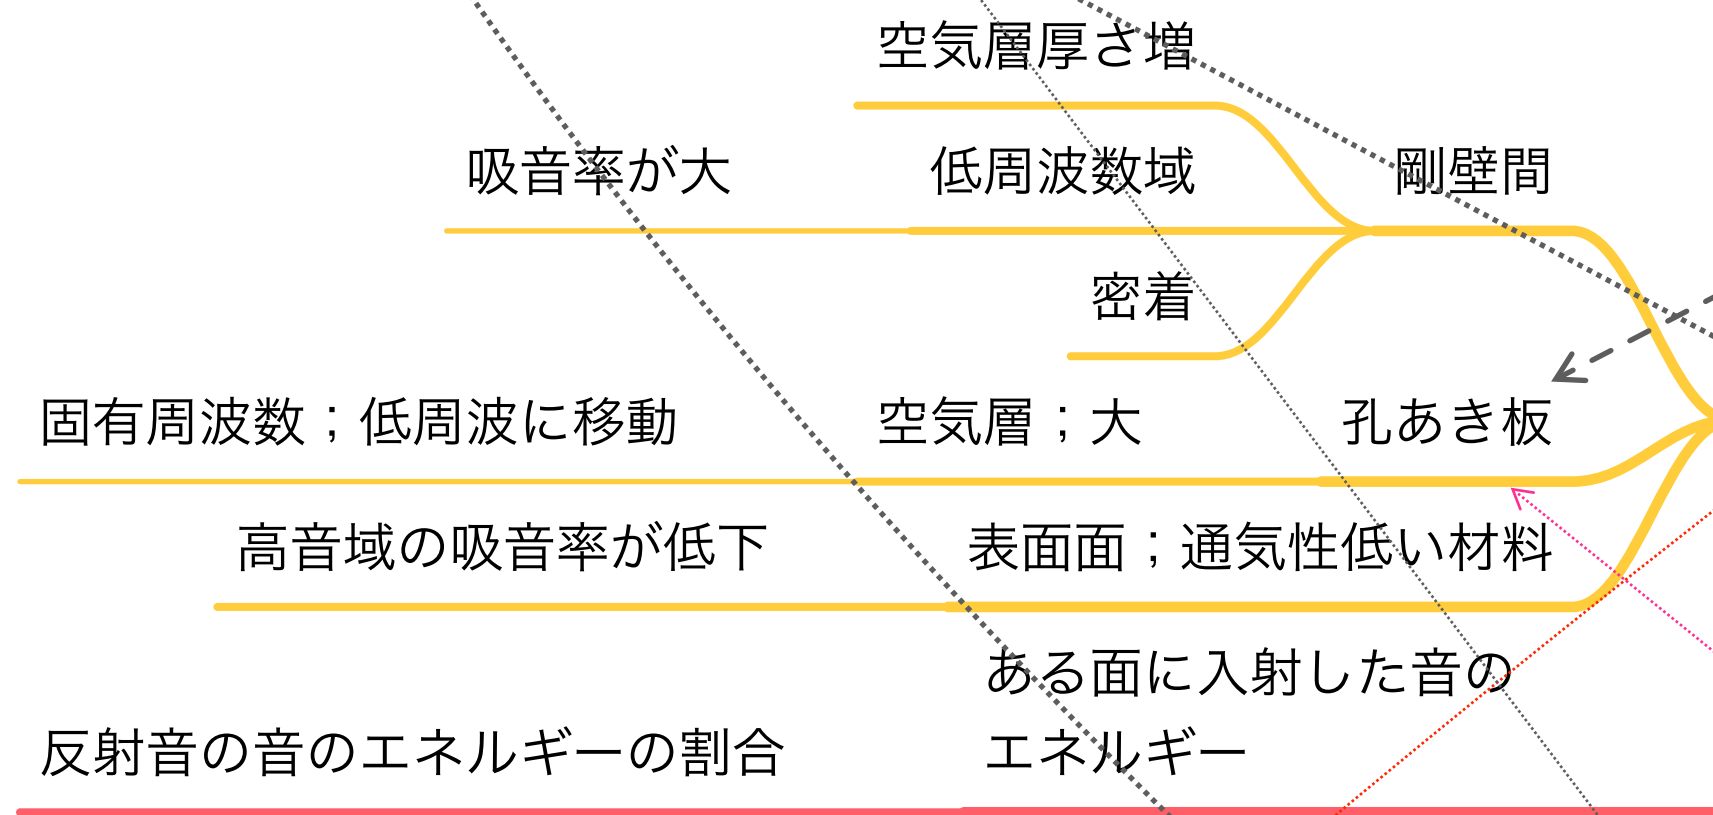 空気層厚さ増
吸音率が大
低周波数域
剛壁間
密着
固有周波数；低周波に移動
空気層；大
孔あき板
高音域の吸音率が低下
表面面；通気性低い材料
ある面に入射した音の
エネルギー
反射音の音のエネルギーの割合